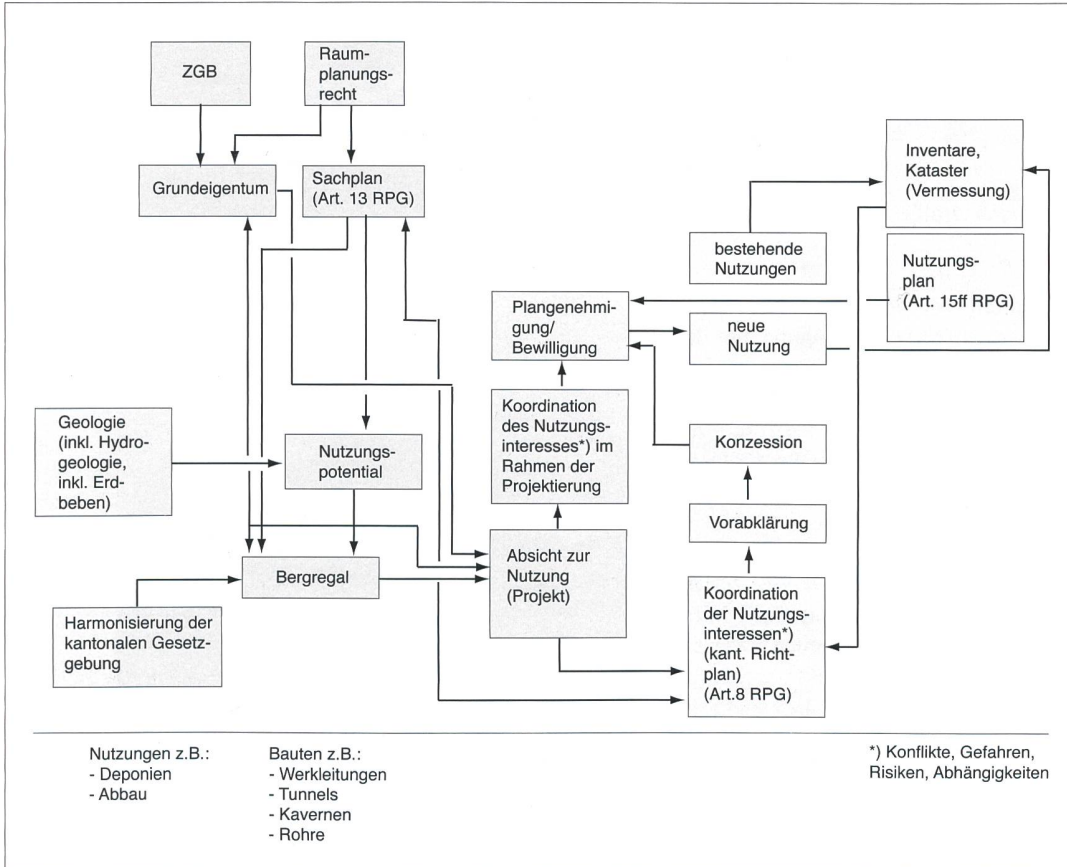 ZGB
Raum-
planungs-
recht
Grundeigentum
Sachplan
(Art. 13 RPG)
Inventare,
Kataster
(Vermessung)
bestehende
Nutzungen
Nutzungs-
plan
(Art. 15ff RPG)
Plangenehmi-
gung/
Bewilligung
neue
Nutzung
Geologie
(inkl. Hydro-
geologie,
inkl. Erd-
beben)
Nutzungs-
potential
Koordination
des Nutzungs-
interesses*) im
Rahmen der
Projektierung
Konzession
Vorabklärung
Bergregal
Absicht zur
Nutzung
(Projekt)
Koordination
der Nutzungs-
interessen*)
(kant. Richt-
plan)
(Art.8 RPG)
Harmonisierung der
kantonalen Gesetz-
gebung
Nutzungen z.B.:
- Deponien
- Abbau
Bauten z.B.:
- Werkleitungen
- Tunnels
- Kavernen
- Rohre
*) Konflikte, Gefahren,
Risiken, Abhängigkeiten